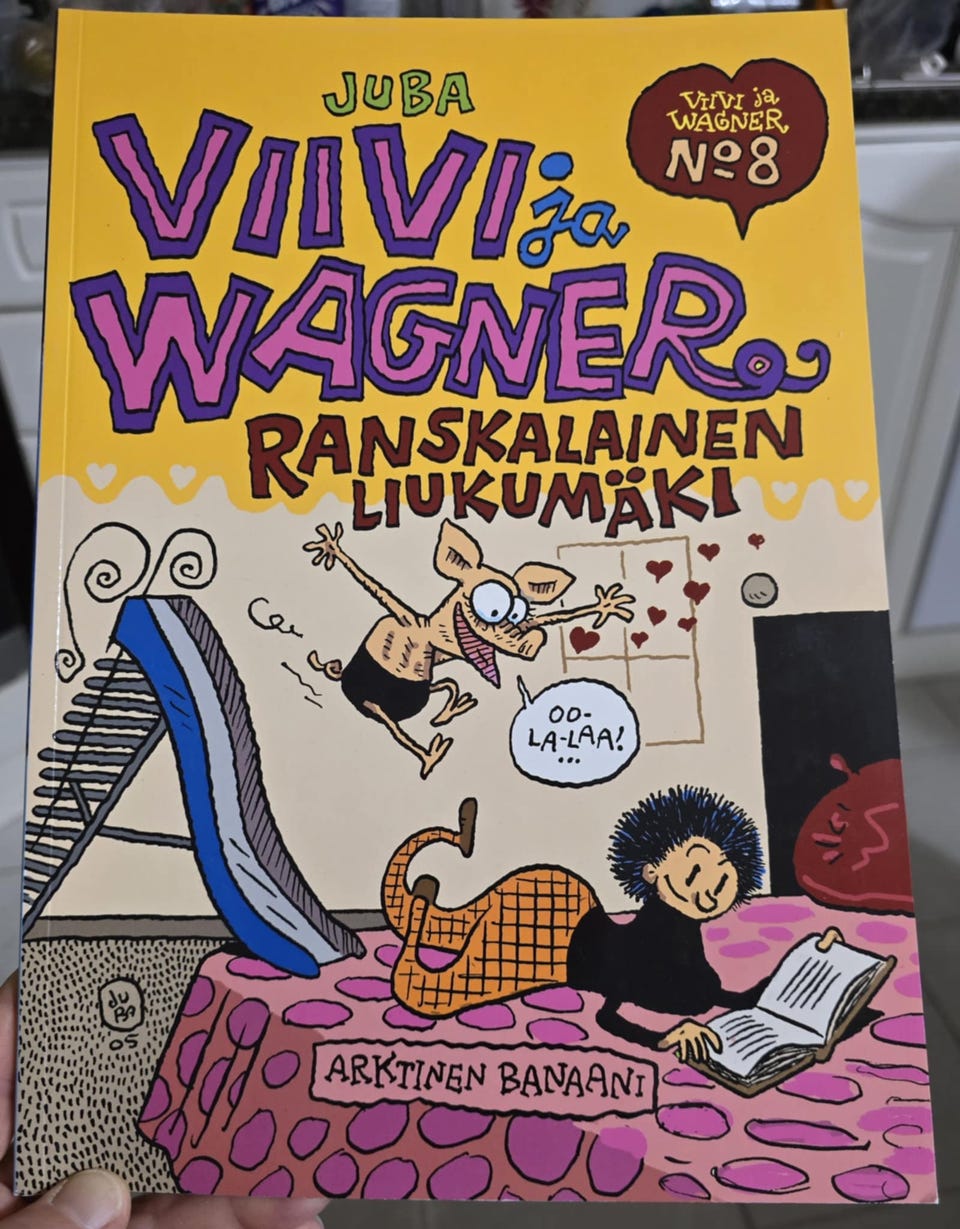 JUBA
VIIVI ja
WAGNER
VIIVI ja
WAGNER
Nº8
RANSKALAINEN
LIUKUMÄKI
OO-
LA-LAA!
...
JUBA
05
ARKTINEN BANAANI